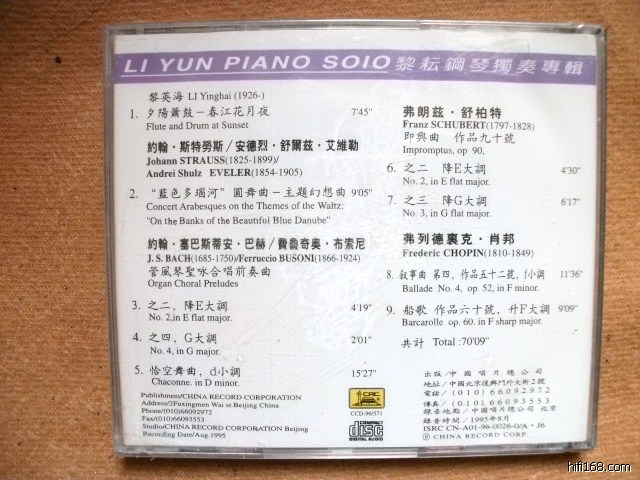 LI YUN PIANO SOlO 黎耘鋼琴獨奏專輯
黎英海 LI Yinghai (1926-)
1. 夕陽蕭鼓－春江花月夜 7'45"
Flute and Drum at Sunset
約翰·斯特勞斯／安德烈·舒爾茲·艾維勒
Johann STRAUSS(1825-1899)/
Andrei Shulz EVELER(1854-1905)
2. "藍色多瑙河"圓舞曲－主題幻想曲 9'05"
Concert Arabesques on the Themes of the Waltz:
"On the Banks of the Beautiful Blue Danube"
約翰·塞巴斯蒂安·巴赫／費魯奇奧·布索尼
J. S. BACH(1685-1750)/Ferruccio BUSONI(1866-1924)
管風琴聖咏合唱前奏曲
Organ Choral Preludes
3. 之二，降E大調 4'19"
No.2,in E flat major.
4. 之四，G大調 2'01"
No. 4, in G major.
5. 恰空舞曲，d小調 15'27"
Chaconne. in D minor.
弗朗兹·舒柏特
Franz SCHUBERT(1797-1828)
即興曲 作品九十號
Impromptus, op 90,
6. 之二 降E大調 4'30"
No. 2, in E flat major.
7. 之三 降G大調 6'17"
No. 3, in G flat major.
弗列德裏克·肖邦
Frederic CHOPIN(1810-1849)
8. 叙事曲 第四，作品五十二號，f小調 11'36"
Ballade No. 4, op. 52, in F minor.
9. 船歌 作品六十號，升F大調 9'09"
Barcarolle op. 60. in F sharp major.
共計 Total :70'09"
Publishment/CHINA RECORD CORPORATION
Address/2Fuxingmen Wai st.Beijing China
Phone/(010)66092972
Fax/(010)66093553
Studio/CHINA RECORD CORPORATION Beijing
Recording Date/Aug.1995
CRC
CCD-96/571
COMPACT
disc
DIGITAL AUDIO
出版／中國唱片總公司
地址／中國北京復興門外大街2號
電話／(010)66092972
傳真／(010)66093553
録音地點／中國唱片總公司 北京
録音時間／1995年8月
ISRC CN-A01-96-0026-0/A·J6
Ⓟ CHINA RECORD CORP.
hifi168.com